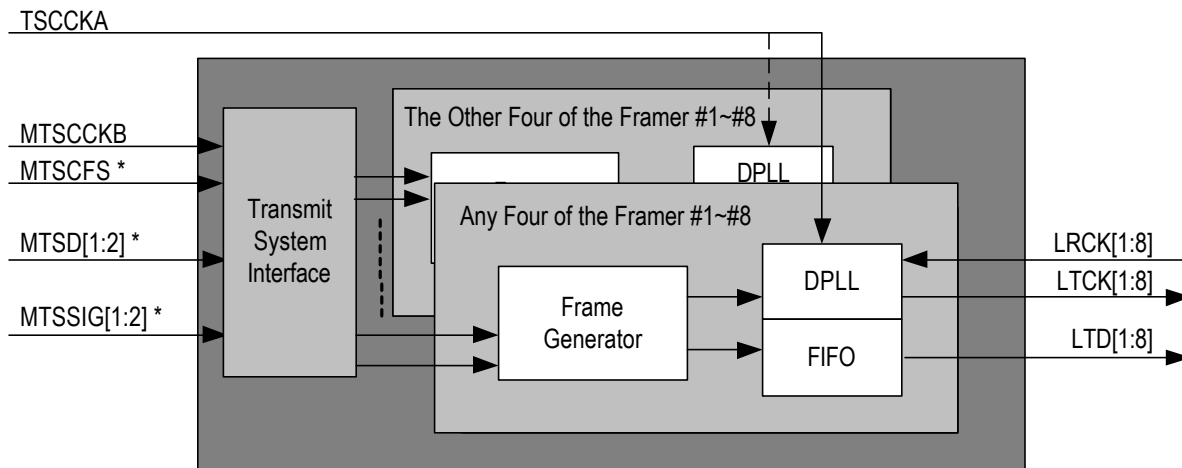 TSCCKA
MTSCCKB
MTSCFS *
MTSD[1:2] *
MTSSIG[1:2] *
Transmit
System
Interface
The Other Four of the Framer #1~#8
DPLL
Any Four of the Framer #1~#8
Frame
Generator
DPLL
FIFO
LRCK[1:8]
LTCK[1:8]
LTD[1:8]